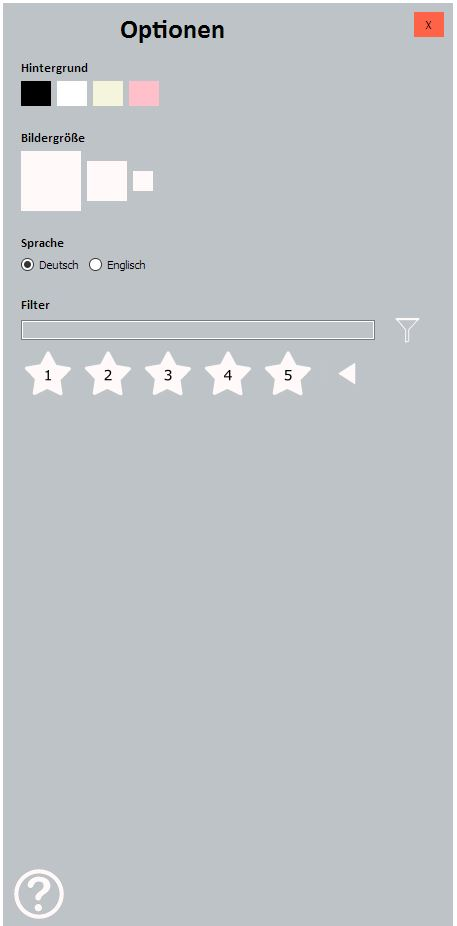 Optionen
X
Hintergrund
Bildergröße
Sprache
Deutsch Englisch
Filter
1 2 3 4 5
?